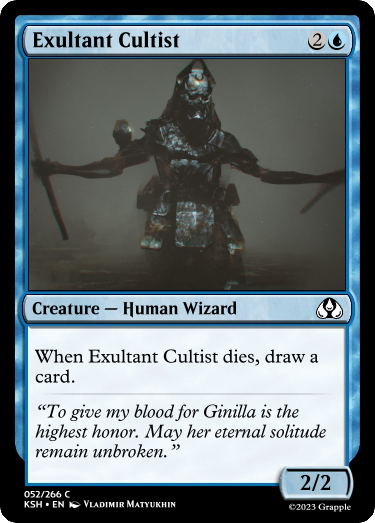 Exultant Cultist 2
Creature — Human Wizard
When Exultant Cultist dies, draw a
card.
“To give my blood for Ginilla is the
highest honor. May her eternal solitude
remain unbroken.”
2/2
052/266 C
KSH • EN Vladimir Matyukhin
©2023 Grapple